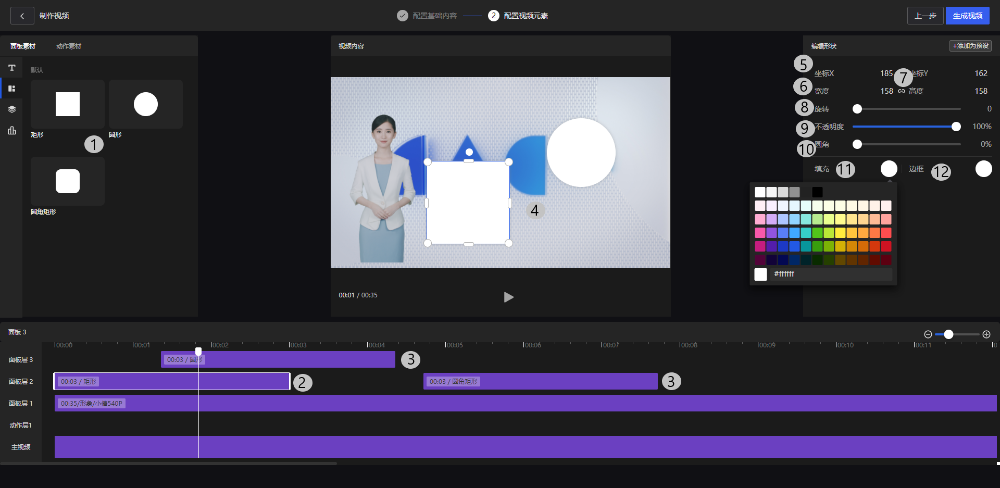 制作视频
配置基础内容
2 配置视频元素
上一步
生成视频
面板素材 动作素材
默认
矩形
圆形
1
圆角矩形
视频内容
4
00:01 / 00:35
编辑形状
+添加为预设
5
坐标X 185
7
坐标Y 162
6
宽度 158
高度 158
8
旋转 0
9
不透明度 100%
10
圆角 0%
填充 11
边框 12
#ffffff
面板 3
00:00 00:01 00:02 00:03 00:04 00:05 00:06 00:07 00:08 00:09 00:10 00:11
面板层 3
00:03 / 圆形
3
面板层 2
00:03 / 矩形
2
00:03 / 圆角矩形
3
面板层 1
00:35/形象/小倩540P
动作层1
主视频